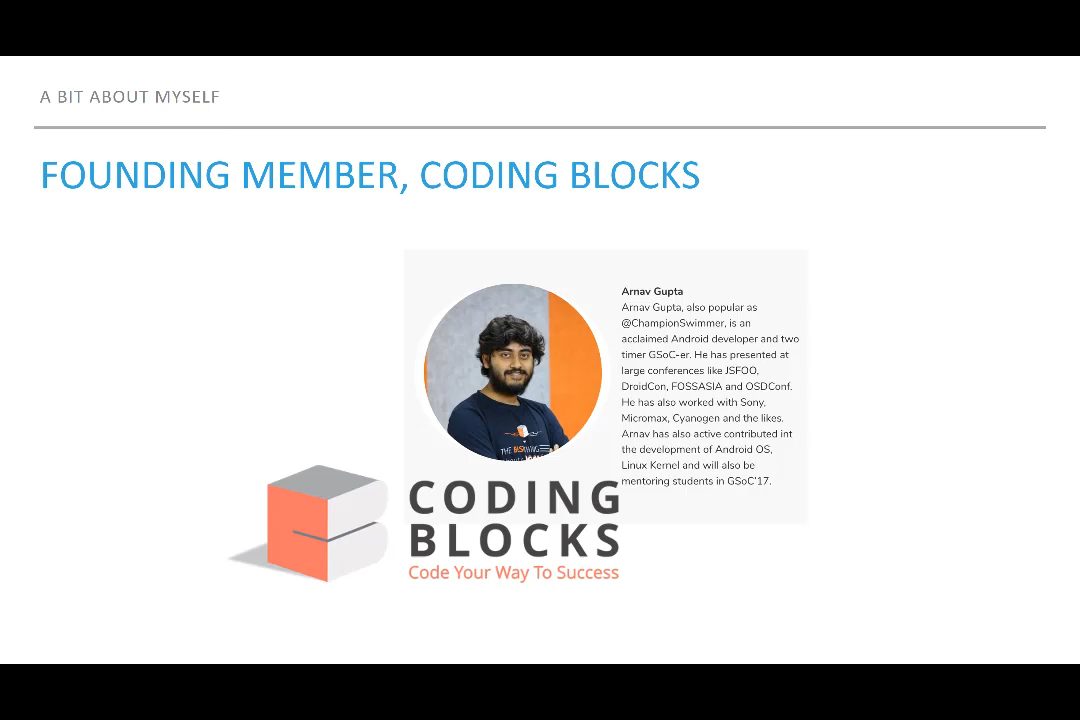 A BIT ABOUT MYSELF
FOUNDING MEMBER, CODING BLOCKS
Arnav Gupta
Arnav Gupta, also popular as
@ChampionSwimmer, is an
acclaimed Android developer and two
timer GSoC-er. He has presented at
large conferences like JSFOO,
DroidCon, FOSSASIA and OSDConf.
He has also worked with Sony,
Micromax, Cyanogen and the likes.
Arnav has also active contributed int
the development of Android OS,
Linux Kernel and will also be
mentoring students in GSoC'17.
THE
CODING
BLOCKS
Code Your Way To Success